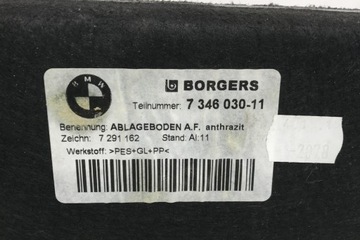 BMW
BORGERS
Teilnummer: 7 346 030-11
Benennung: ABLAGEBODEN A.F. anthrazit
Zeichn: 7 291 162 Stand: AI:11
Werkstoff: >PES+GL+PP<